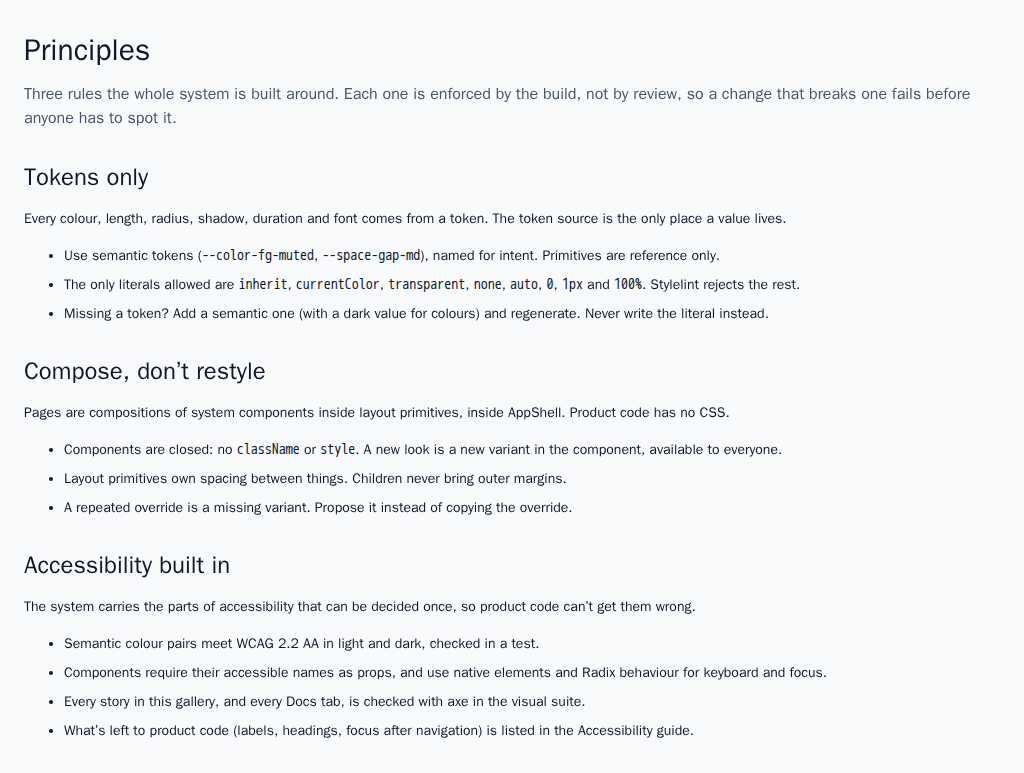 Principles
Three rules the whole system is built around. Each one is enforced by the build, not by review, so a change that breaks one fails before
anyone has to spot it.
Tokens only
Every colour, length, radius, shadow, duration and font comes from a token. The token source is the only place a value lives.
• Use semantic tokens (--color-fg-muted, --space-gap-md), named for intent. Primitives are reference only.
• The only literals allowed are inherit, currentColor, transparent, none, auto, 0, 1px and 100%. Stylelint rejects the rest.
• Missing a token? Add a semantic one (with a dark value for colours) and regenerate. Never write the literal instead.
Compose, don’t restyle
Pages are compositions of system components inside layout primitives, inside AppShell. Product code has no CSS.
• Components are closed: no className or style. A new look is a new variant in the component, available to everyone.
• Layout primitives own spacing between things. Children never bring outer margins.
• A repeated override is a missing variant. Propose it instead of copying the override.
Accessibility built in
The system carries the parts of accessibility that can be decided once, so product code can’t get them wrong.
• Semantic colour pairs meet WCAG 2.2 AA in light and dark, checked in a test.
• Components require their accessible names as props, and use native elements and Radix behaviour for keyboard and focus.
• Every story in this gallery, and every Docs tab, is checked with axe in the visual suite.
• What’s left to product code (labels, headings, focus after navigation) is listed in the Accessibility guide.